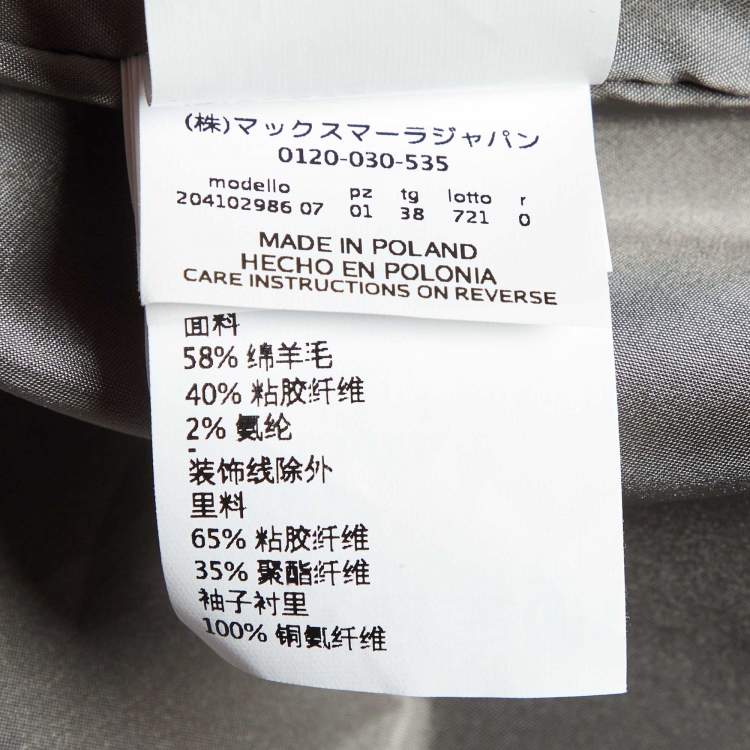 (株)マックスマーラジャパン
0120-030-535
modello pz tg lotto r
204102986 07 01 38 721 0
MADE IN POLAND
HECHO EN POLONIA
CARE INSTRUCTIONS ON REVERSE
面料
58% 绵羊毛
40% 粘胶纤维
2% 氨纶
-
装饰线除外
里料
65% 粘胶纤维
35% 聚酯纤维
袖子衬里
100% 铜氨纤维